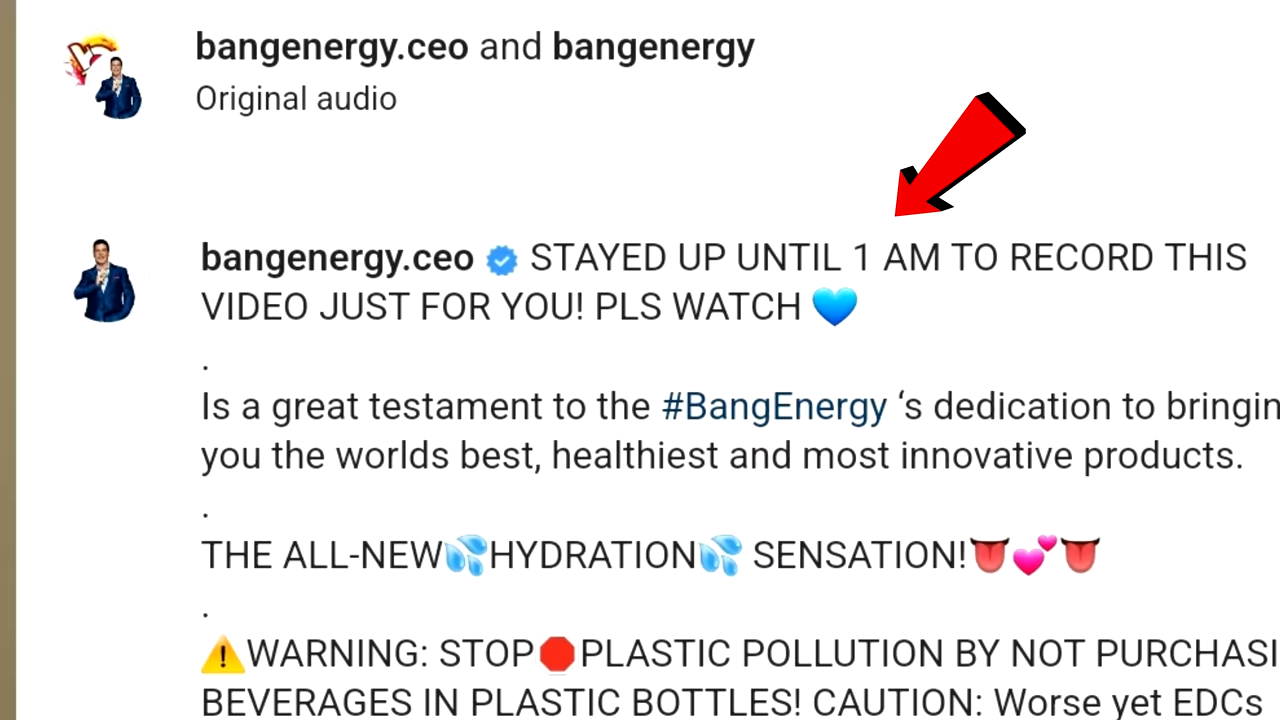 bangenergy.ceo and bangenergy
Original audio
bangenergy.ceo STAYED UP UNTIL 1 AM TO RECORD THIS
VIDEO JUST FOR YOU! PLS WATCH 💙
.
Is a great testament to the #BangEnergy ‘s dedication to bringin
you the worlds best, healthiest and most innovative products.
.
THE ALL-NEW💦HYDRATION💦 SENSATION!👅💕👅
.
⚠️WARNING: STOP🛑PLASTIC POLLUTION BY NOT PURCHASI
BEVERAGES IN PLASTIC BOTTLES! CAUTION: Worse yet EDCs